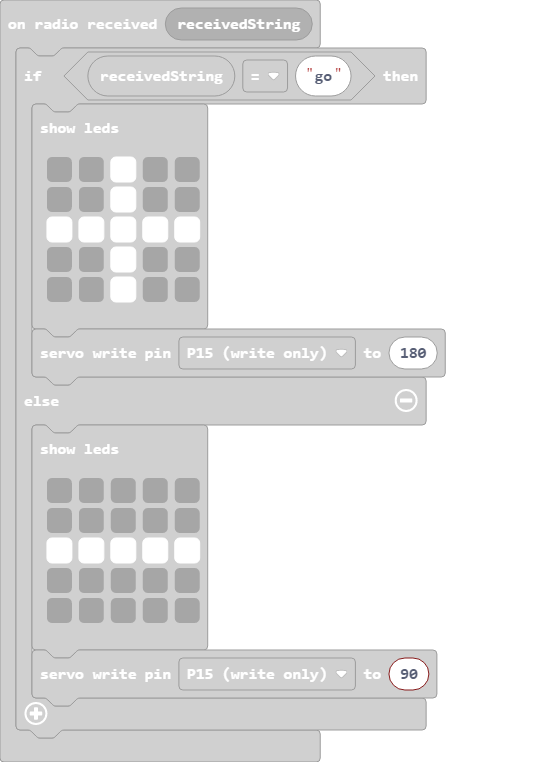 on radio received receivedString
if receivedString = "go" then
show leds
servo write pin P15 (write only) to 180
else
show leds
servo write pin P15 (write only) to 90